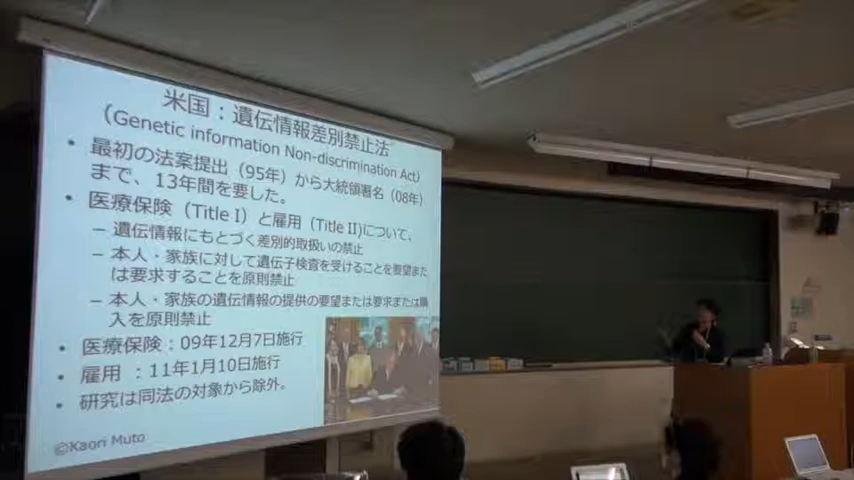 米国：遺伝情報差別禁止法
（Genetic information Non-discrimination Act）
• 最初の法案提出（95年）から大統領署名（08年）
まで、13年間を要した。
• 医療保険（Title I）と雇用（Title II)について、
– 遺伝情報にもとづく差別的取扱いの禁止
– 本人・家族に対して遺伝子検査を受けることを要望また
は要求することを原則禁止
– 本人・家族の遺伝情報の提供の要望または要求または購
入を原則禁止
• 医療保険：09年12月7日施行
• 雇用　：11年1月10日施行
• 研究は同法の対象から除外。
©Kaori Muto